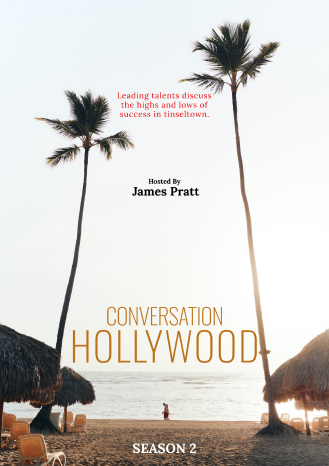 Leading talents discuss
the highs and lows of
success in tinseltown.
Hosted By
James Pratt
CONVERSATION
HOLLYWOOD
SEASON 2